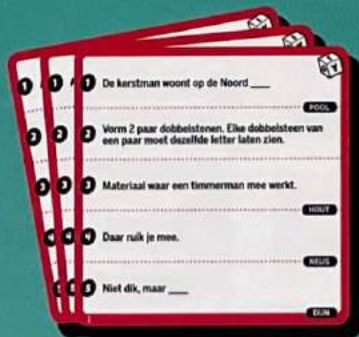 1 De kerstman woont op de Noord ____
POOL
2 Vorm 2 paar dobbelstenen. Elke dobbelsteen van
een paar moet dezelfde letter laten zien.
3 Materiaal waar een timmerman mee werkt.
HOUT
4 Daar ruik je mee.
NEUS
5 Niet dik, maar ____
DUN